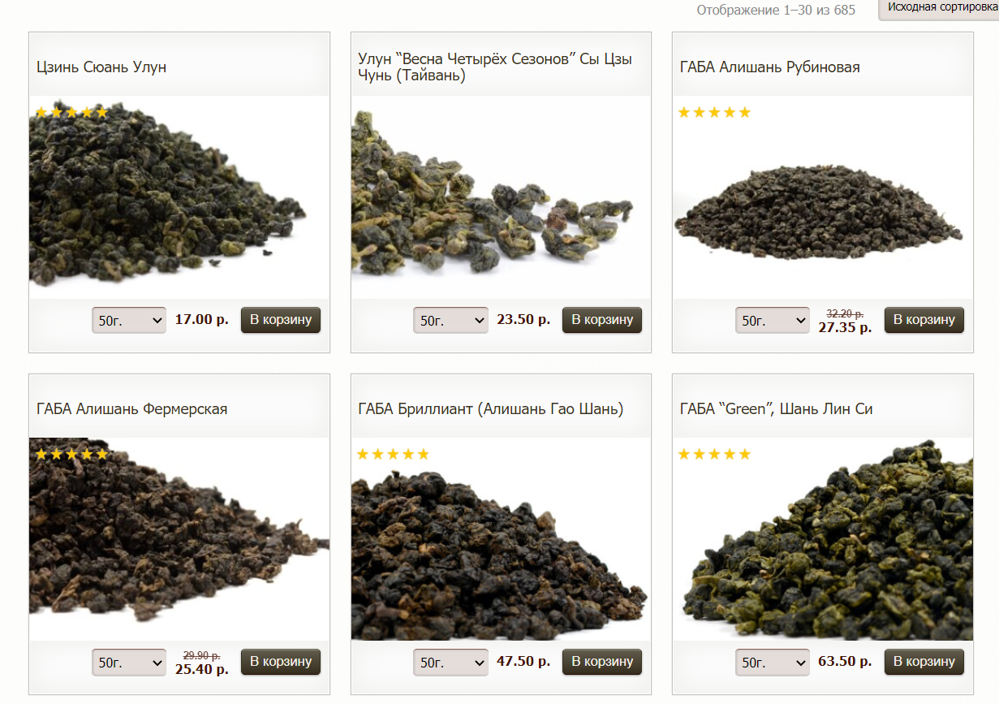 Отображение 1–30 из 685
Исходная сортировка
Цзинь Сюань Улун
Улун “Весна Четырёх Сезонов” Сы Цзы
Чунь (Тайвань)
ГАБА Алишань Рубиновая
50г.
17.00 р.
В корзину
50г.
23.50 р.
В корзину
50г.
32.20 р.
27.35 р.
В корзину
ГАБА Алишань Фермерская
ГАБА Бриллиант (Алишань Гао Шань)
ГАБА “Green”, Шань Лин Си
50г.
29.90 р.
25.40 р.
В корзину
50г.
47.50 р.
В корзину
50г.
63.50 р.
В корзину